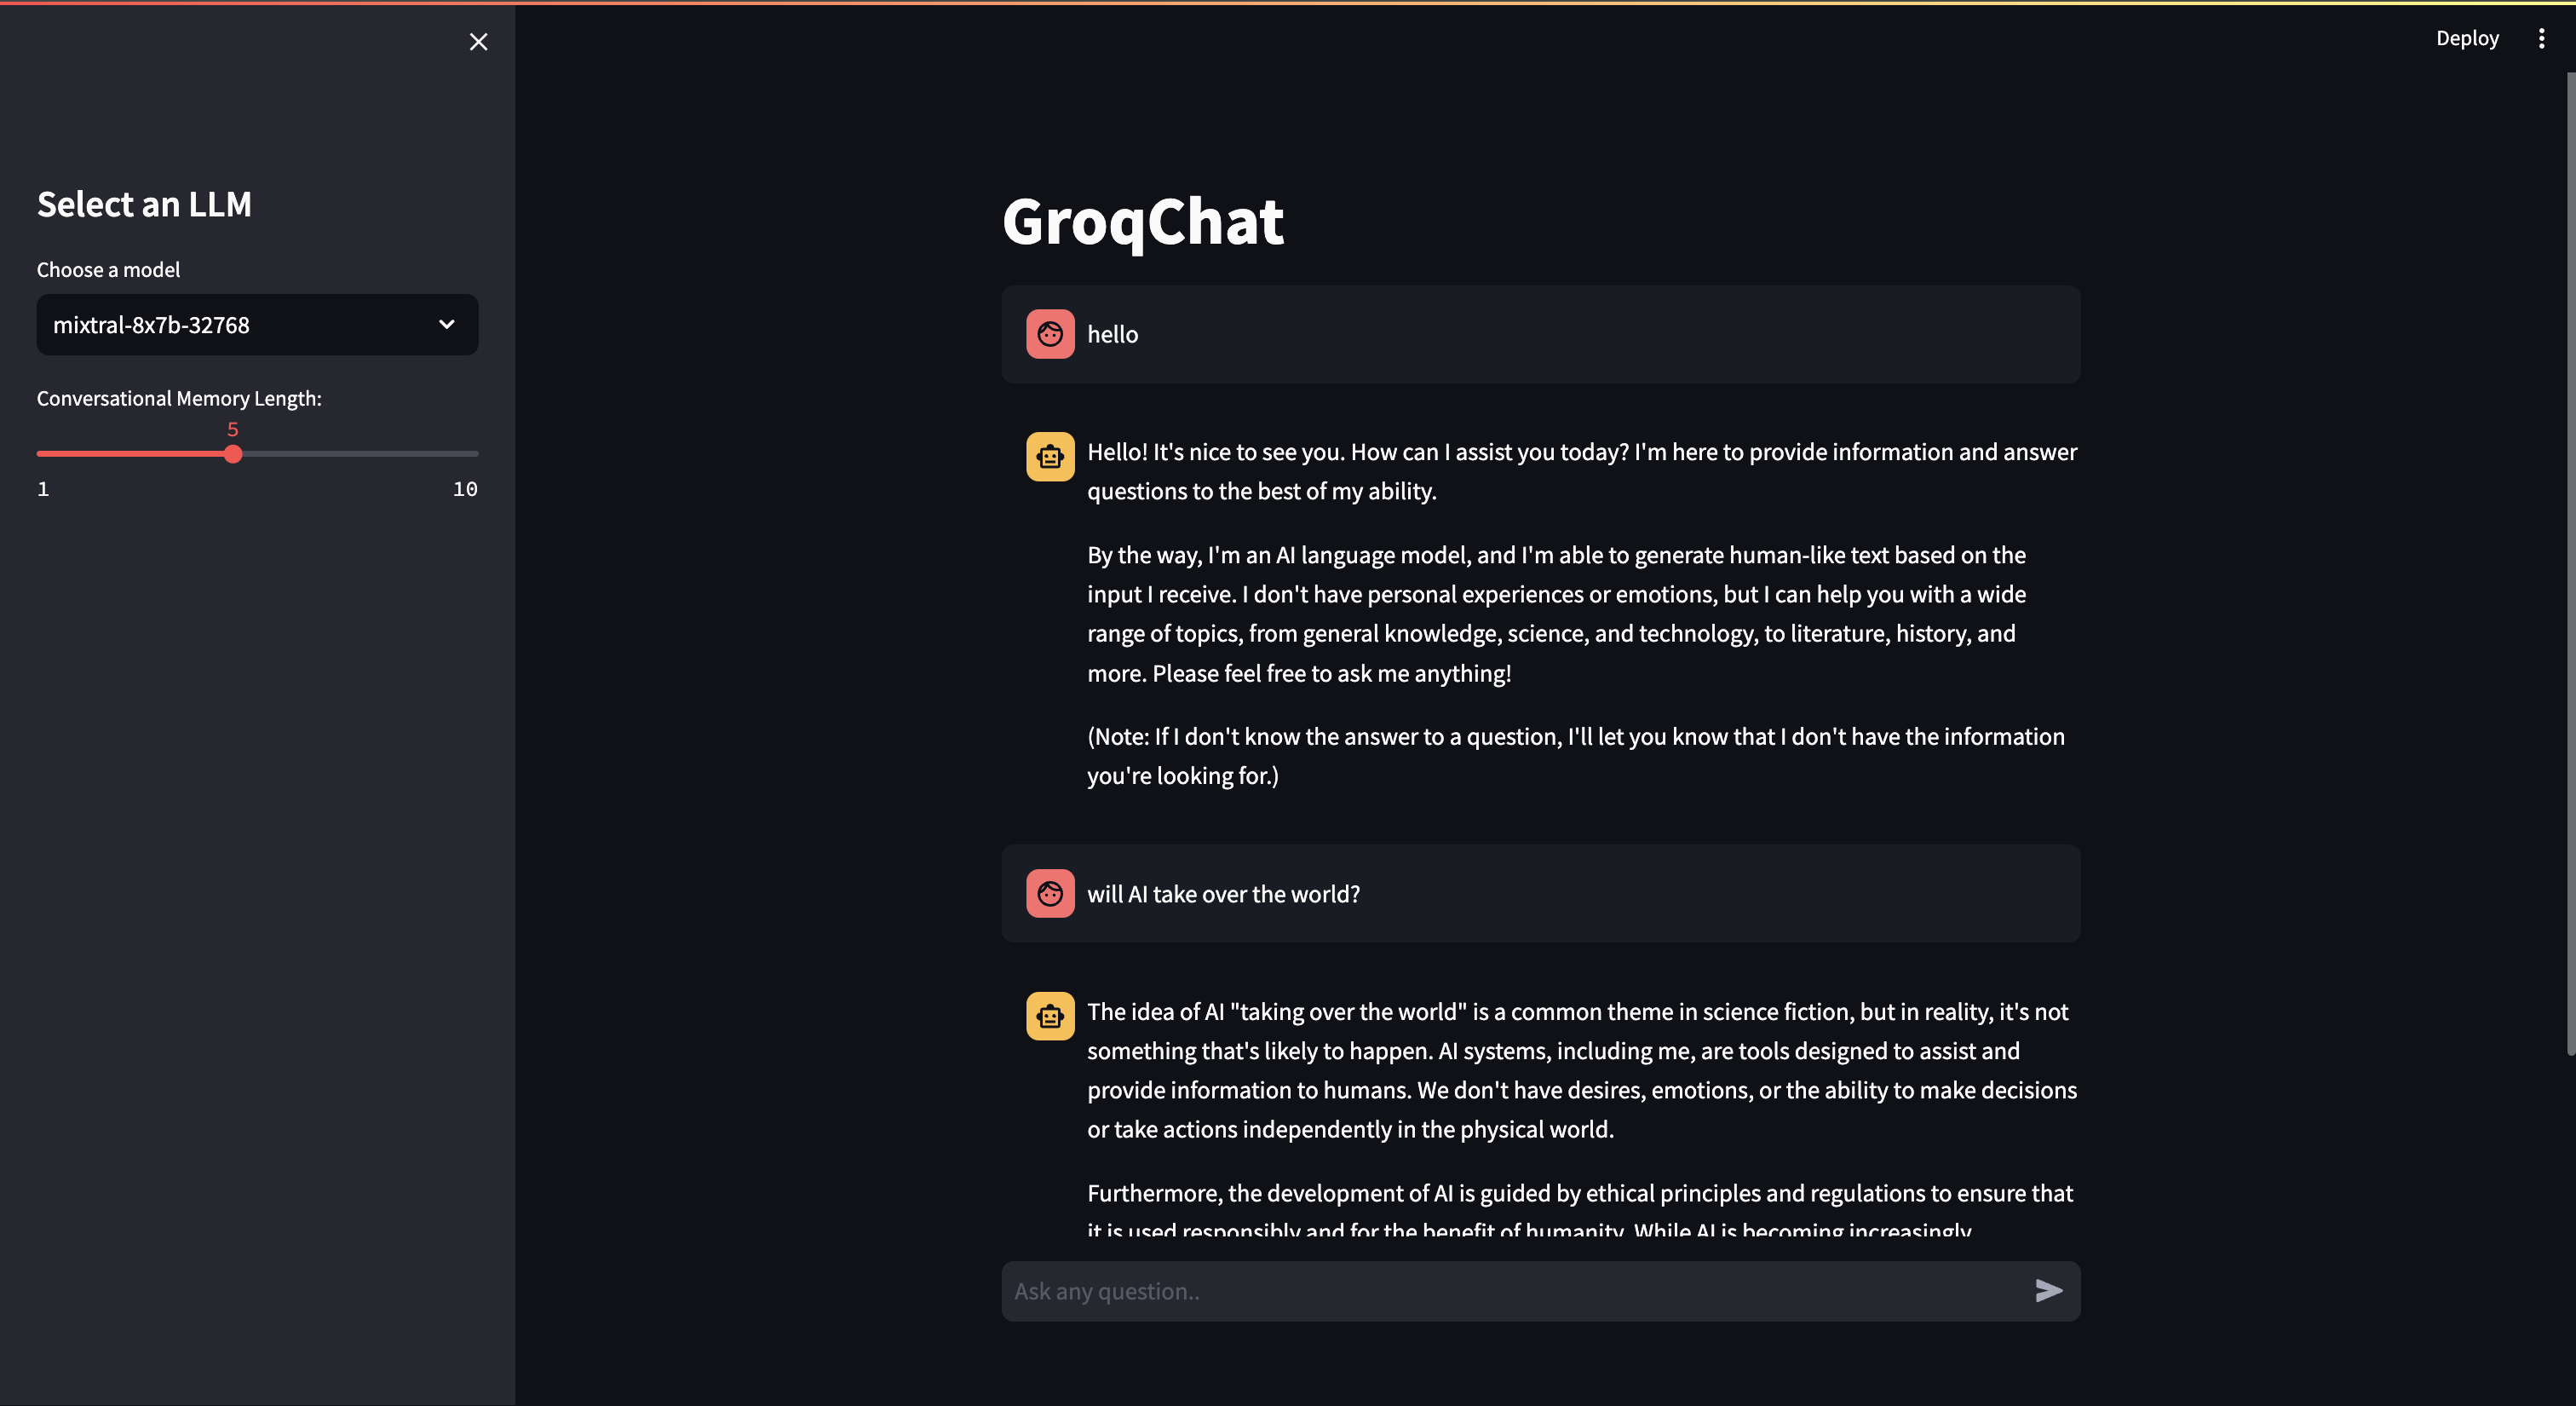 Deploy
Select an LLM
Choose a model
mixtral-8x7b-32768
Conversational Memory Length:
5
1
10
GroqChat
hello
Hello! It's nice to see you. How can I assist you today? I'm here to provide information and answer
questions to the best of my ability.
By the way, I'm an AI language model, and I'm able to generate human-like text based on the
input I receive. I don't have personal experiences or emotions, but I can help you with a wide
range of topics, from general knowledge, science, and technology, to literature, history, and
more. Please feel free to ask me anything!
(Note: If I don't know the answer to a question, I'll let you know that I don't have the information
you're looking for.)
will AI take over the world?
The idea of AI "taking over the world" is a common theme in science fiction, but in reality, it's not
something that's likely to happen. AI systems, including me, are tools designed to assist and
provide information to humans. We don't have desires, emotions, or the ability to make decisions
or take actions independently in the physical world.
Furthermore, the development of AI is guided by ethical principles and regulations to ensure that
it is used responsibly and for the benefit of humanity. While AI is becoming increasingly
Ask any question..